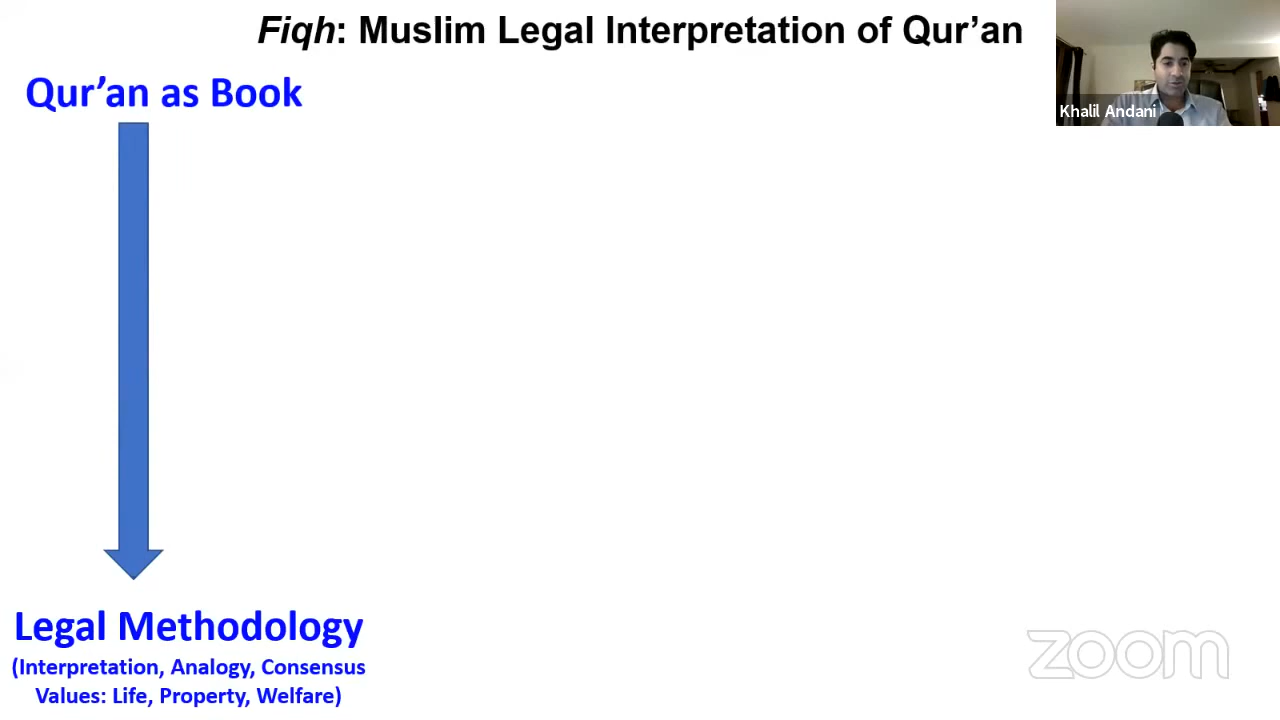 Fiqh: Muslim Legal Interpretation of Qur’an
Khalil Andani
Qur’an as Book
Legal Methodology
(Interpretation, Analogy, Consensus
Values: Life, Property, Welfare)
zoom